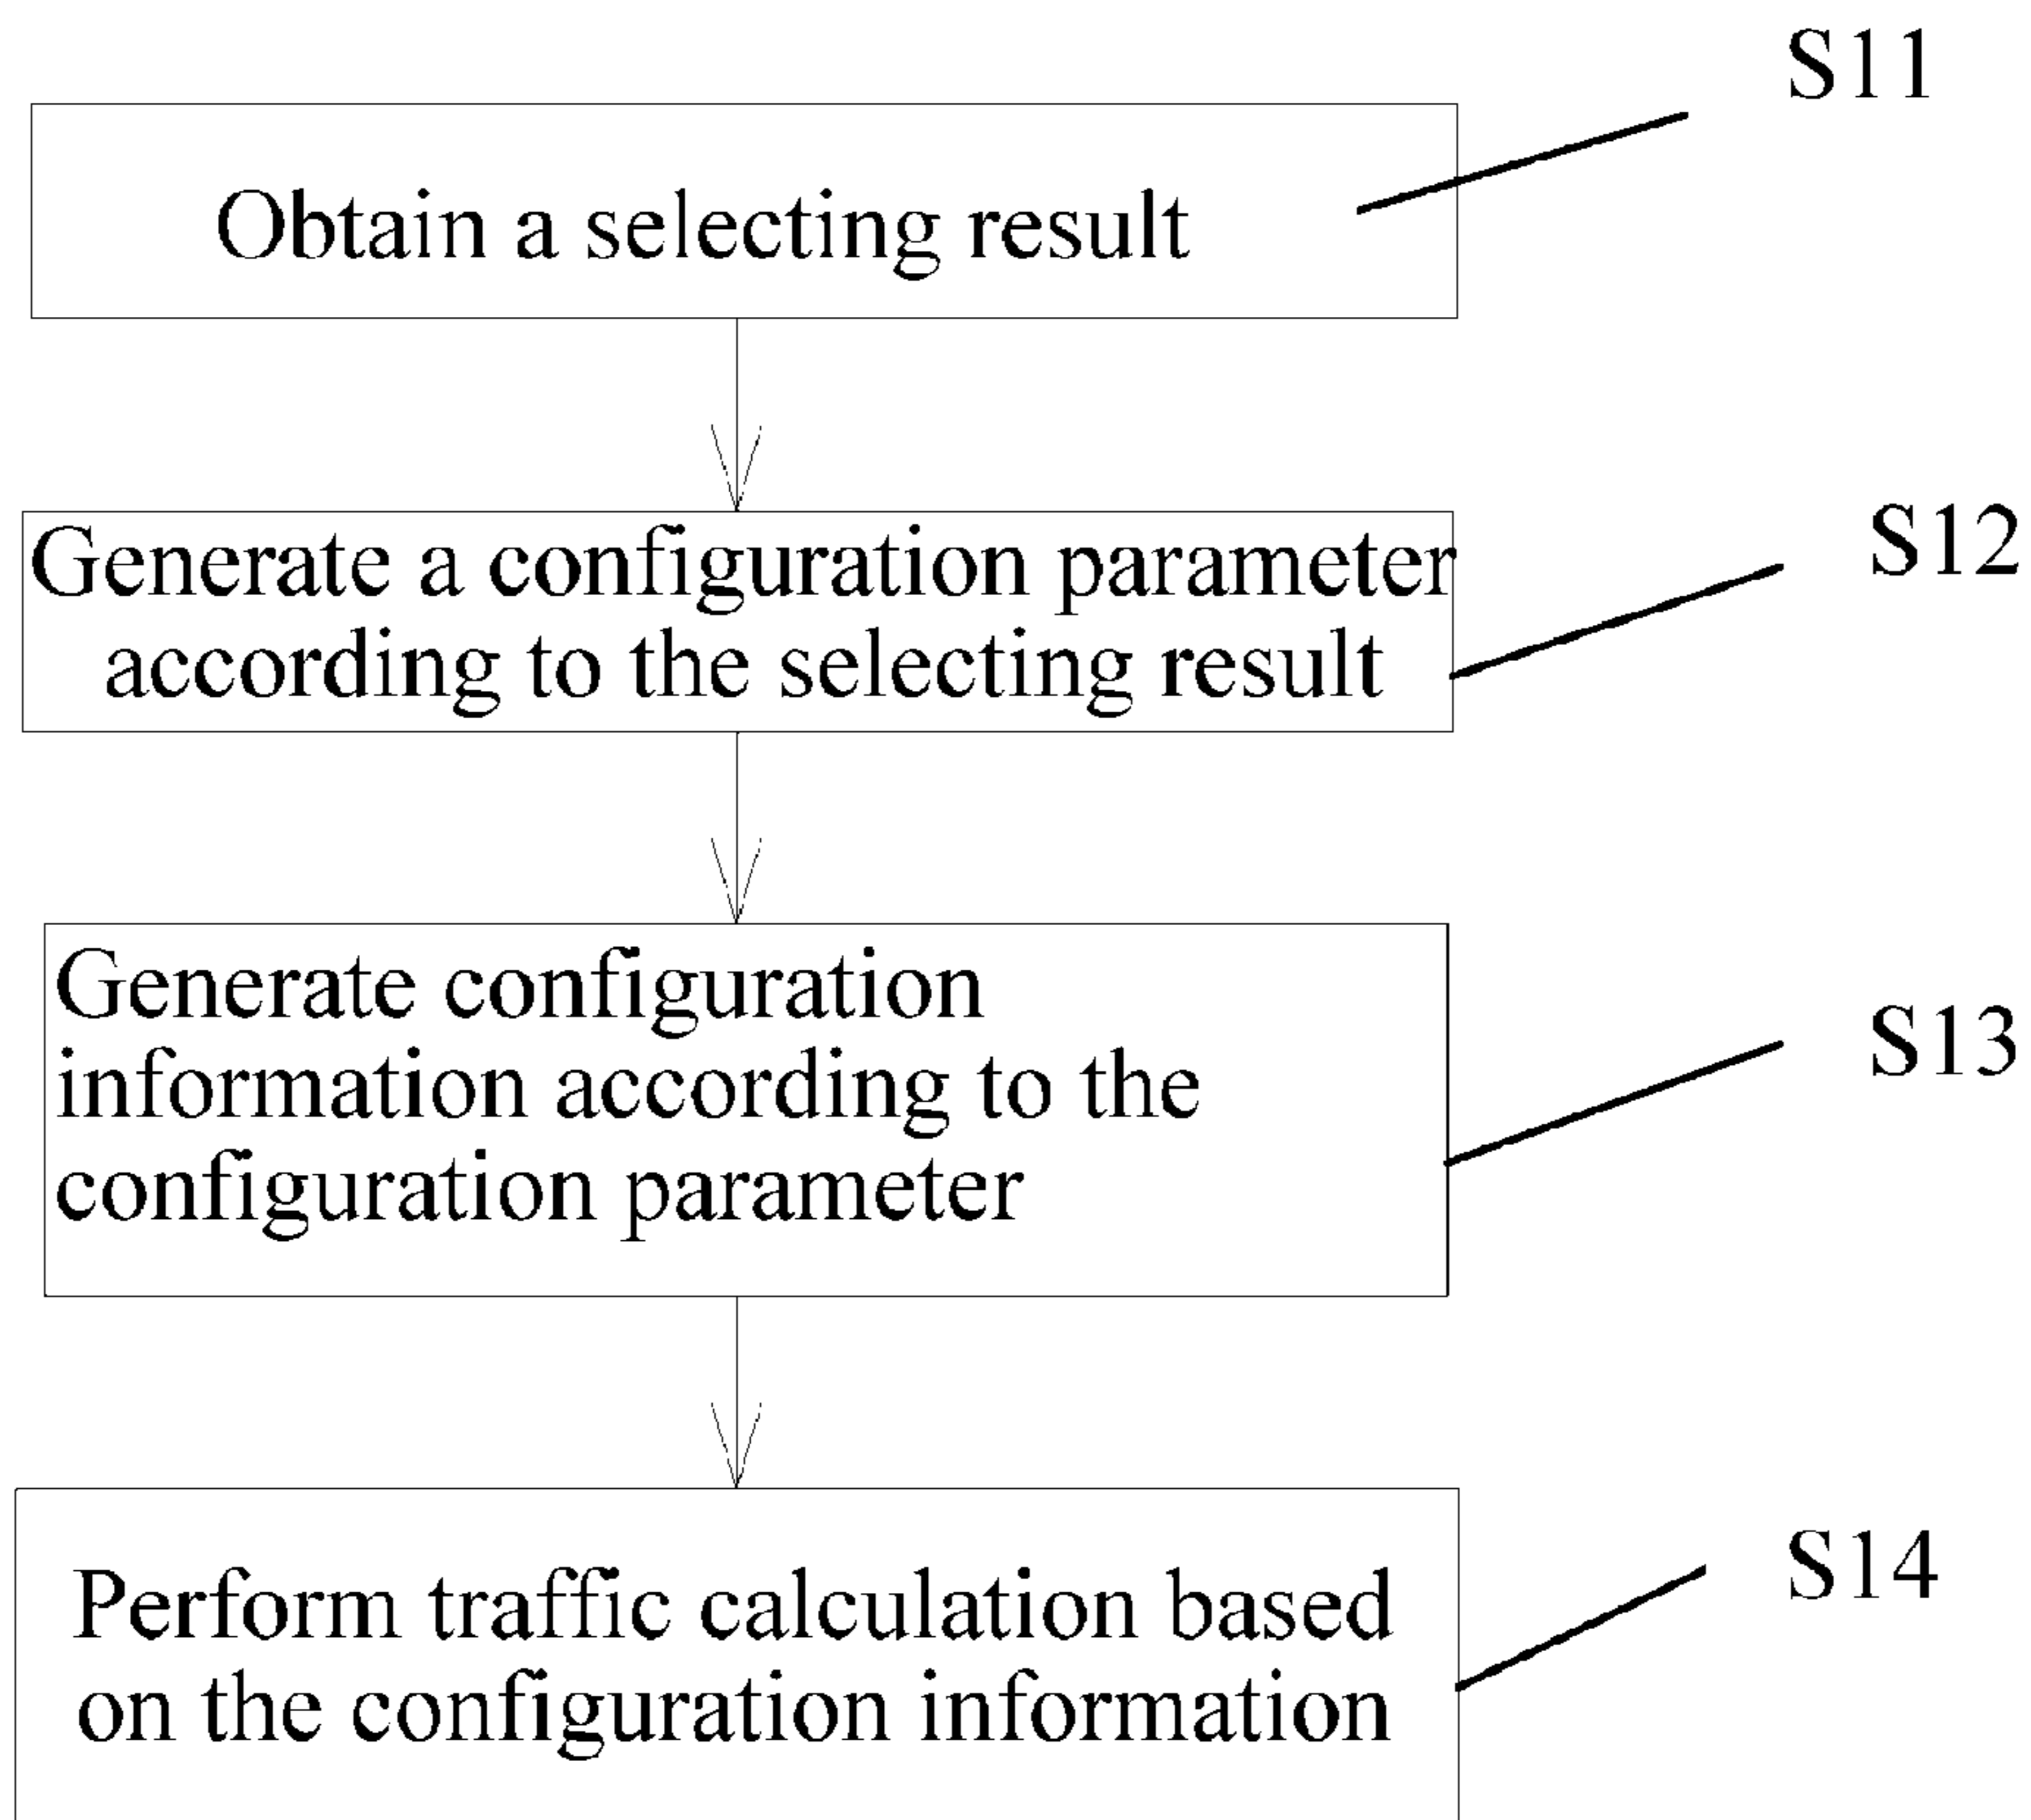 S11
Obtain a selecting result
Generate a configuration parameter
according to the selecting result
S12
Generate configuration
information according to the
configuration parameter
S13
Perform traffic calculation based
on the configuration information
S14